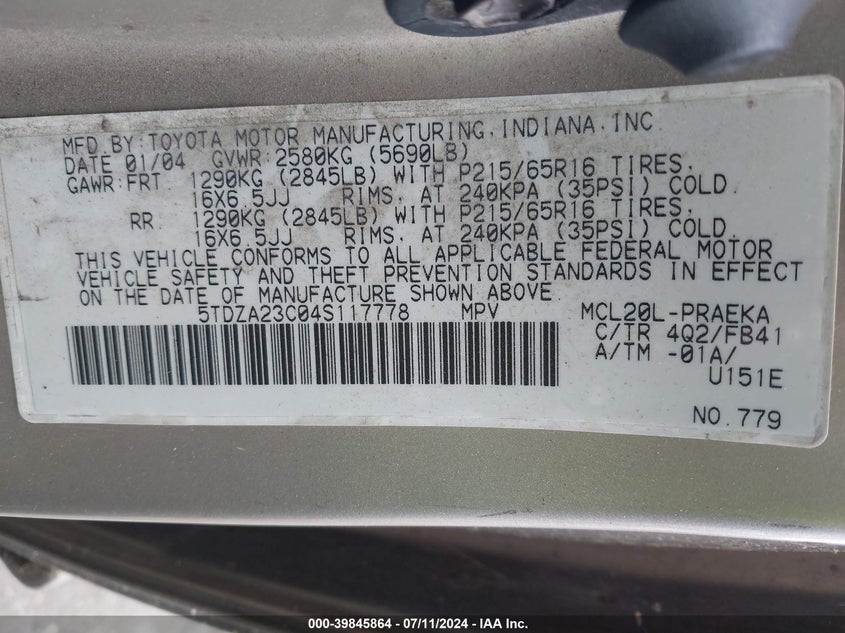 MFD.BY:TOYOTA MOTOR MANUFACTURING,INDIANA,INC.
DATE 01/04 GVWR:2580KG (5690LB)
GAWR:FRT 1290KG (2845LB) WITH P215/65R16 TIRES,
16X6.5JJ RIMS, AT 240KPA (35PSI) COLD.
RR. 1290KG (2845LB) WITH P215/65R16 TIRES,
16X6.5JJ RIMS, AT 240KPA (35PSI) COLD.
THIS VEHICLE CONFORMS TO ALL APPLICABLE FEDERAL MOTOR
VEHICLE SAFETY AND THEFT PREVENTION STANDARDS IN EFFECT
ON THE DATE OF MANUFACTURE SHOWN ABOVE
5TDZA23C04S117778 MPV MCL20L-PRAEKA
C/TR 4Q2/FB41
A/TM -01A/
U151E
NO.779
000-39845864 - 07/11/2024 - IAA Inc.